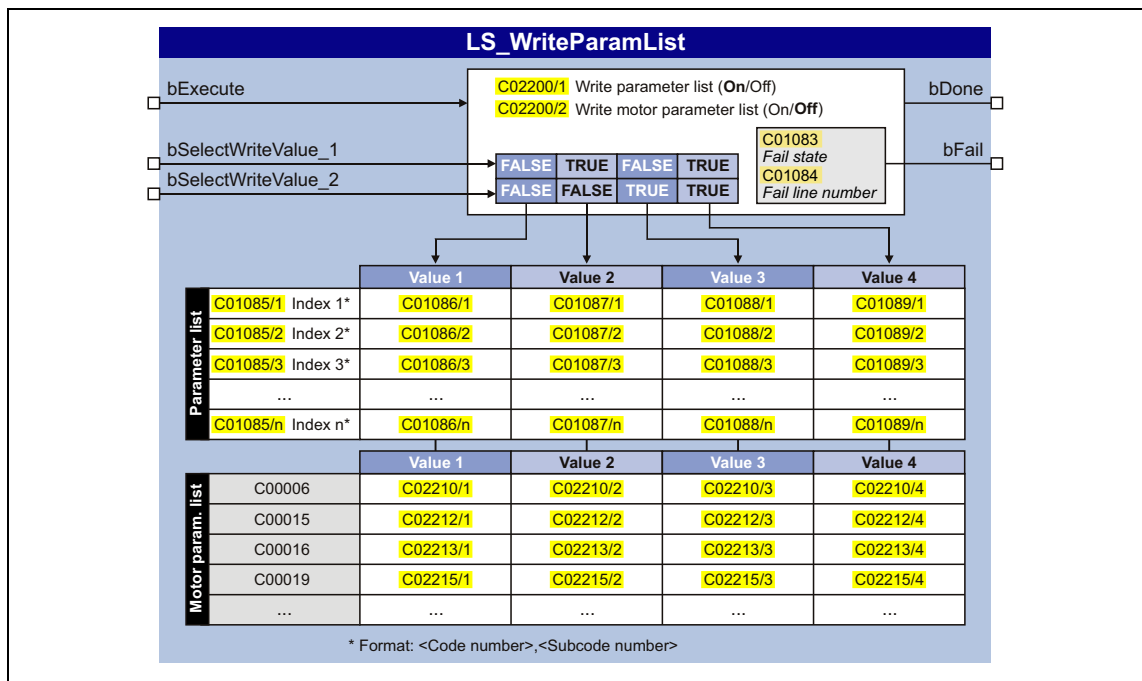 LS_WriteParamList
bExecute
C02200/1 Write parameter list (On/Off)
C02200/2 Write motor parameter list (On/Off)
bDone
bSelectWriteValue_1
bSelectWriteValue_2
FALSE TRUE FALSE TRUE
FALSE FALSE TRUE TRUE
C01083
Fail state
C01084
Fail line number
bFail
Value 1 Value 2 Value 3 Value 4
Parameter list
C01085/1 Index 1* C01086/1 C01087/1 C01088/1 C01089/1
C01085/2 Index 2* C01086/2 C01087/2 C01088/2 C01089/2
C01085/3 Index 3* C01086/3 C01087/3 C01088/3 C01089/3
... ... ... ... ...
C01085/n Index n* C01086/n C01087/n C01088/n C01089/n
Value 1 Value 2 Value 3 Value 4
Motor param. list
C00006 C02210/1 C02210/2 C02210/3 C02210/4
C00015 C02212/1 C02212/2 C02212/3 C02212/4
C00016 C02213/1 C02213/2 C02213/3 C02213/4
C00019 C02215/1 C02215/2 C02215/3 C02215/4
... ... ... ... ...
* Format: <Code number>,<Subcode number>